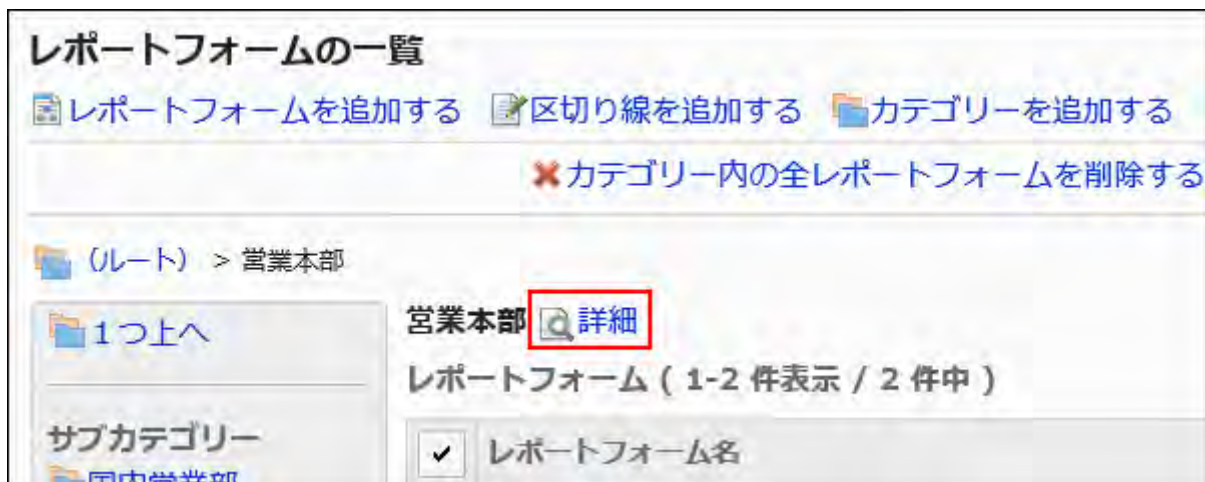 レポートフォームの一覧
レポートフォームを追加する 区切り線を追加する カテゴリーを追加する
カテゴリー内の全レポートフォームを削除する
（ルート） > 営業本部
1つ上へ
営業本部 詳細
レポートフォーム ( 1-2 件表示 / 2 件中 )
サブカテゴリー
レポートフォーム名
国内営業部